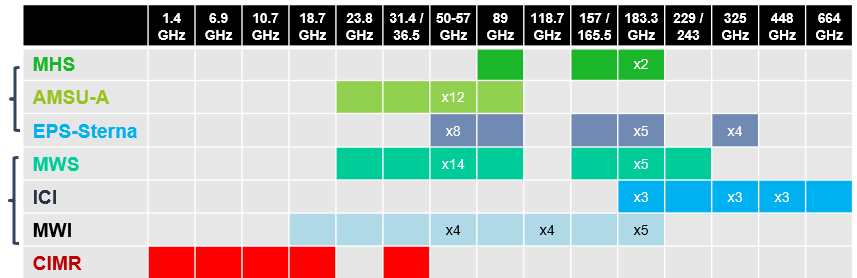 1.4 GHz 6.9 GHz 10.7 GHz 18.7 GHz 23.8 GHz 31.4 / 36.5 50-57 GHz 89 GHz 118.7 GHz 157 / 165.5 183.3 GHz 229 / 243 325 GHz 448 GHz 664 GHz
MHS x2
AMSU-A x12
EPS-Sterna x8 x5 x4
MWS x14 x5
ICI x3 x3 x3
MWI x4 x4 x5
CIMR